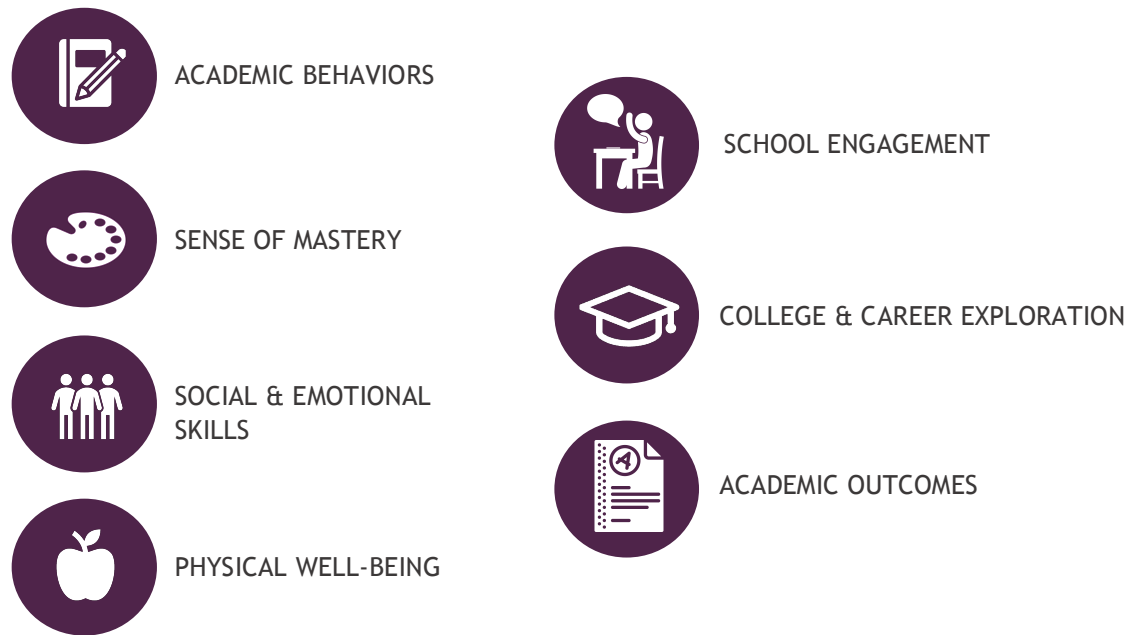 ACADEMIC BEHAVIORS
SENSE OF MASTERY
SOCIAL & EMOTIONAL
SKILLS
PHYSICAL WELL-BEING
SCHOOL ENGAGEMENT
COLLEGE & CAREER EXPLORATION
A
ACADEMIC OUTCOMES